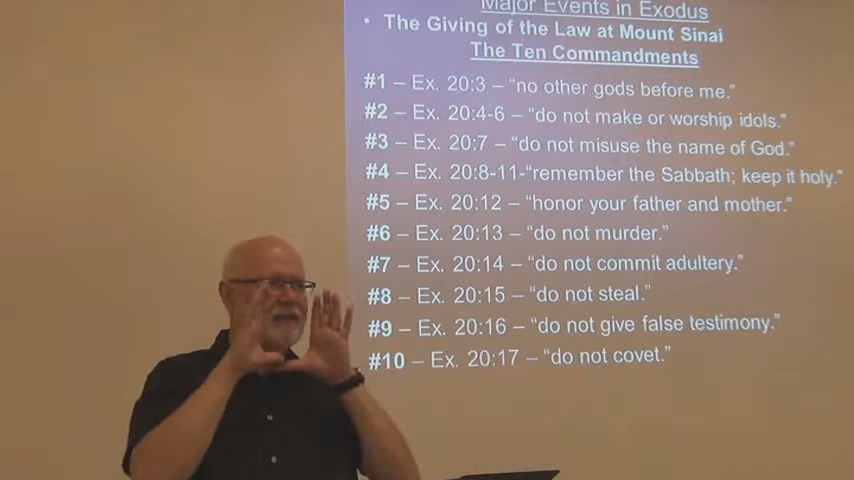 Major Events in Exodus
• The Giving of the Law at Mount Sinai
The Ten Commandments
#1 – Ex. 20:3 – “no other gods before me.”
#2 – Ex. 20:4-6 – “do not make or worship idols.”
#3 – Ex. 20:7 – “do not misuse the name of God.”
#4 – Ex. 20:8-11-“remember the Sabbath; keep it holy.”
#5 – Ex. 20:12 – “honor your father and mother.”
#6 – Ex. 20:13 – “do not murder.”
#7 – Ex. 20:14 – “do not commit adultery.”
#8 – Ex. 20:15 – “do not steal.”
#9 – Ex. 20:16 – “do not give false testimony.”
#10 – Ex. 20:17 – “do not covet.”